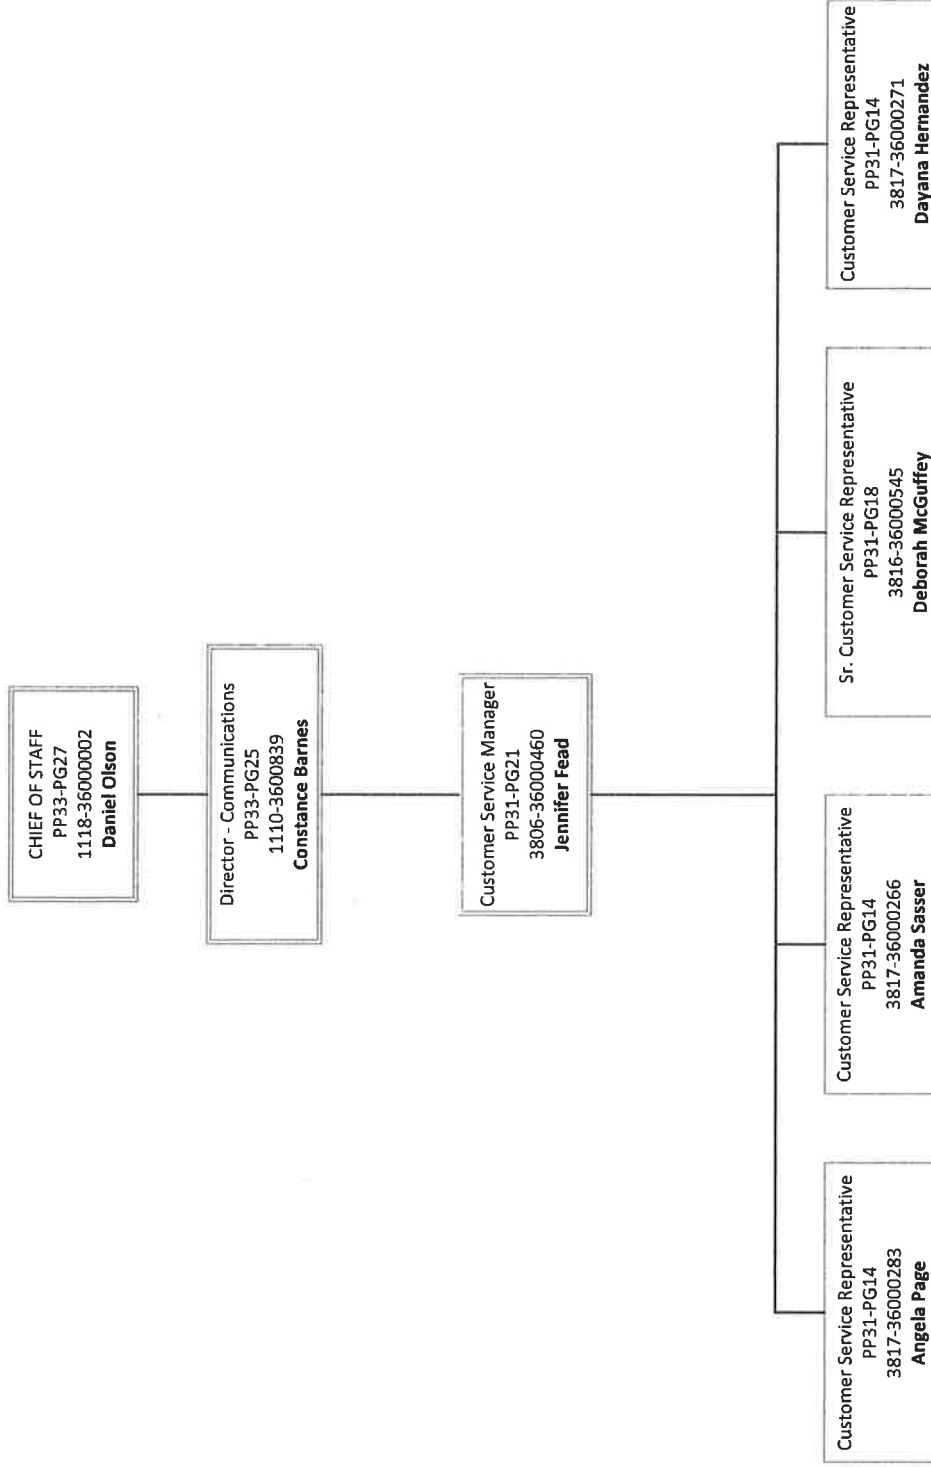 CHIEF OF STAFF
PP33-PG27
1118-36000002
Daniel Olson
Director - Communications
PP33-PG25
1110-3600839
Constance Barnes
Customer Service Manager
PP31-PG21
3806-36000460
Jennifer Fead
Customer Service Representative
PP31-PG14
3817-36000283
Angela Page
Customer Service Representative
PP31-PG14
3817-36000266
Amanda Sasser
Sr. Customer Service Representative
PP31-PG18
3816-36000545
Deborah McGuffey
Customer Service Representative
PP31-PG14
3817-36000271
Dayana Hernandez